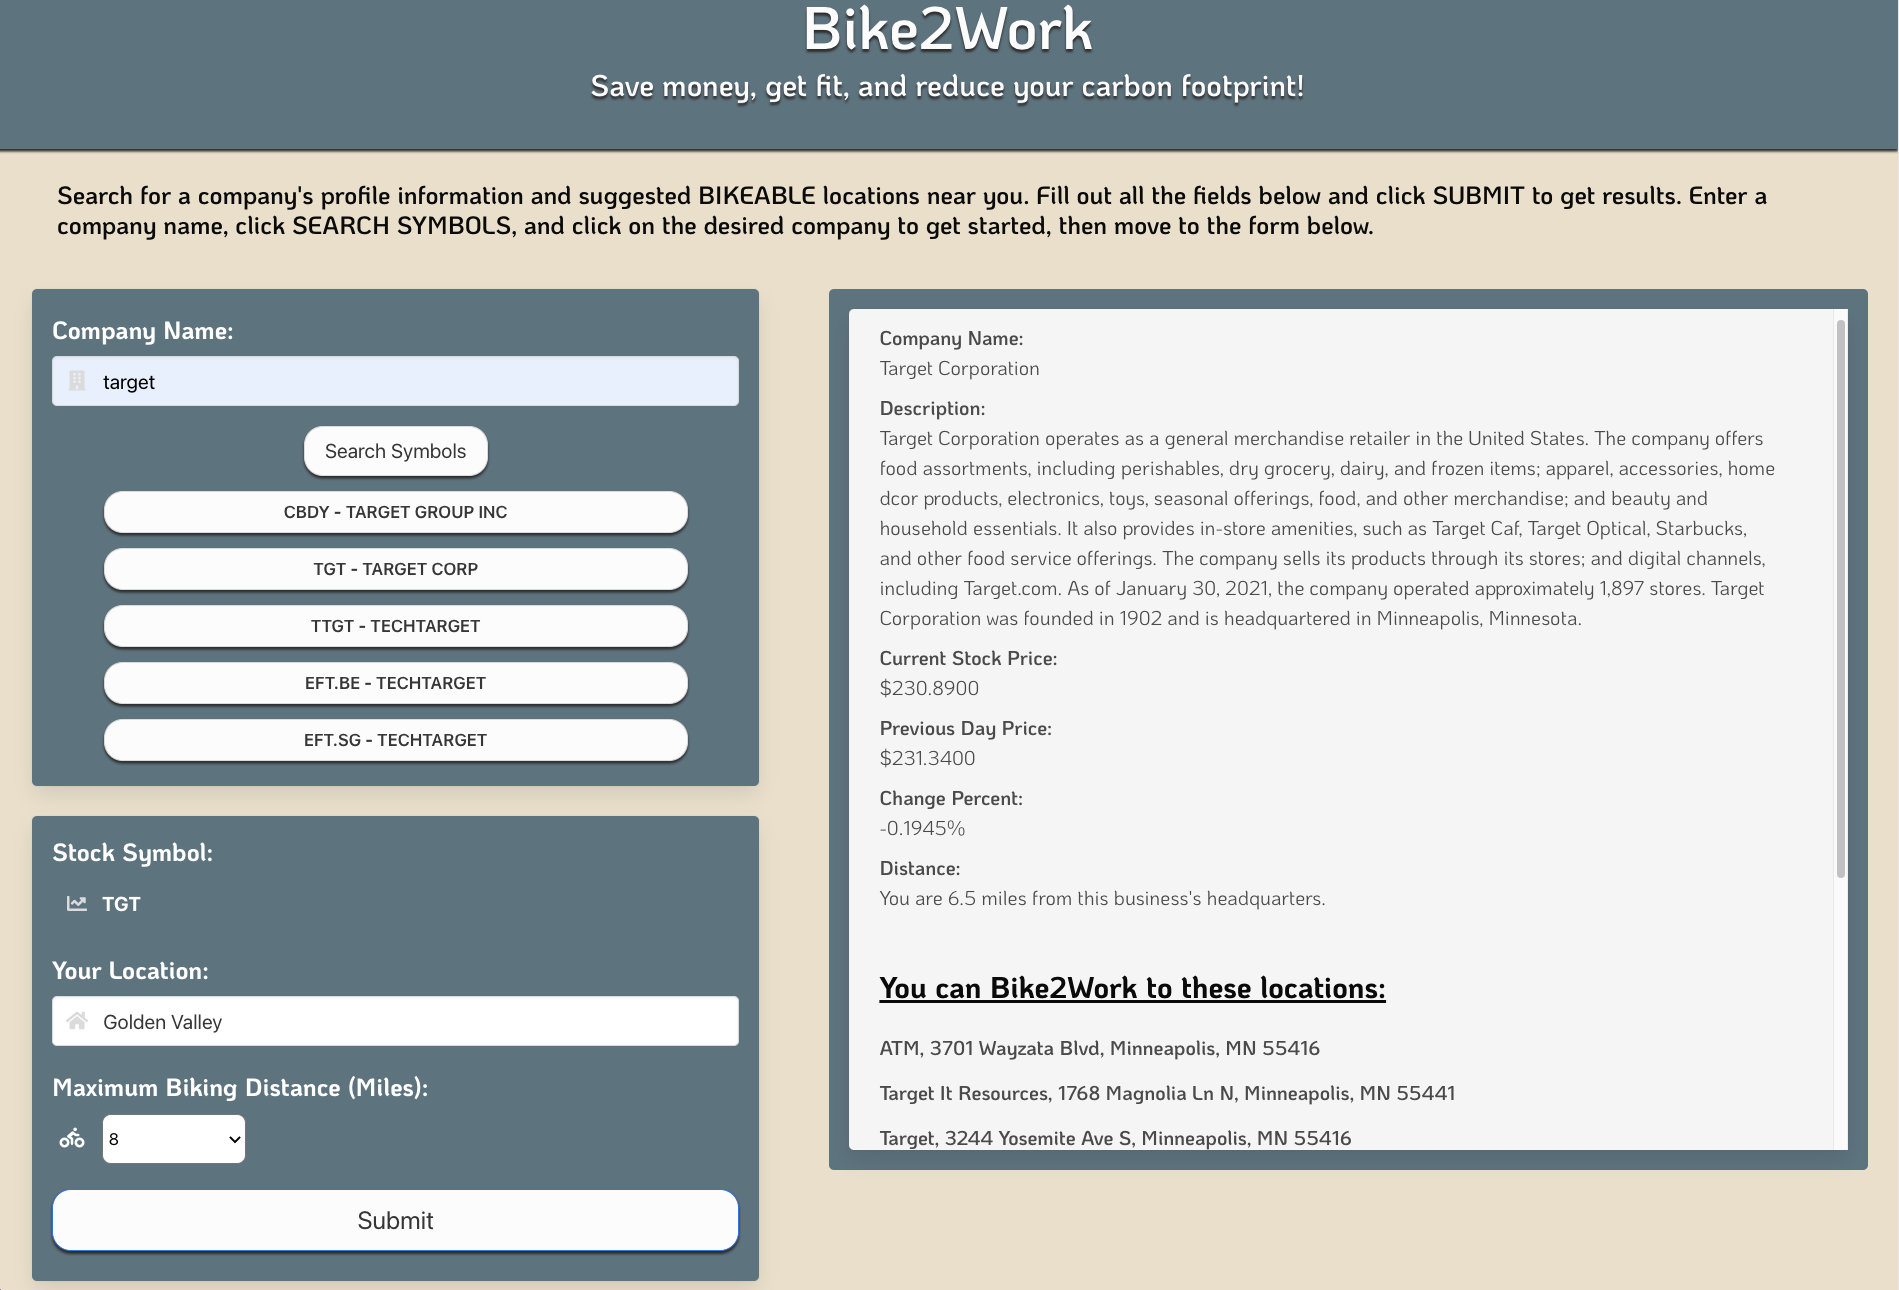 Bike2Work
Save money, get fit, and reduce your carbon footprint!
Search for a company's profile information and suggested BIKEABLE locations near you. Fill out all the fields below and click SUBMIT to get results. Enter a
company name, click SEARCH SYMBOLS, and click on the desired company to get started, then move to the form below.
Company Name:
target
Search Symbols
CBDY - TARGET GROUP INC
TGT - TARGET CORP
TTGT - TECHTARGET
EFT.BE - TECHTARGET
EFT.SG - TECHTARGET
Stock Symbol:
TGT
Your Location:
Golden Valley
Maximum Biking Distance (Miles):
8
Submit
Company Name:
Target Corporation
Description:
Target Corporation operates as a general merchandise retailer in the United States. The company offers
food assortments, including perishables, dry grocery, dairy, and frozen items; apparel, accessories, home
dcor products, electronics, toys, seasonal offerings, food, and other merchandise; and beauty and
household essentials. It also provides in-store amenities, such as Target Caf, Target Optical, Starbucks,
and other food service offerings. The company sells its products through its stores; and digital channels,
including Target.com. As of January 30, 2021, the company operated approximately 1,897 stores. Target
Corporation was founded in 1902 and is headquartered in Minneapolis, Minnesota.
Current Stock Price:
$230.8900
Previous Day Price:
$231.3400
Change Percent:
-0.1945%
Distance:
You are 6.5 miles from this business's headquarters.
You can Bike2Work to these locations:
ATM, 3701 Wayzata Blvd, Minneapolis, MN 55416
Target It Resources, 1768 Magnolia Ln N, Minneapolis, MN 55441
Target, 3244 Yosemite Ave S, Minneapolis, MN 55416